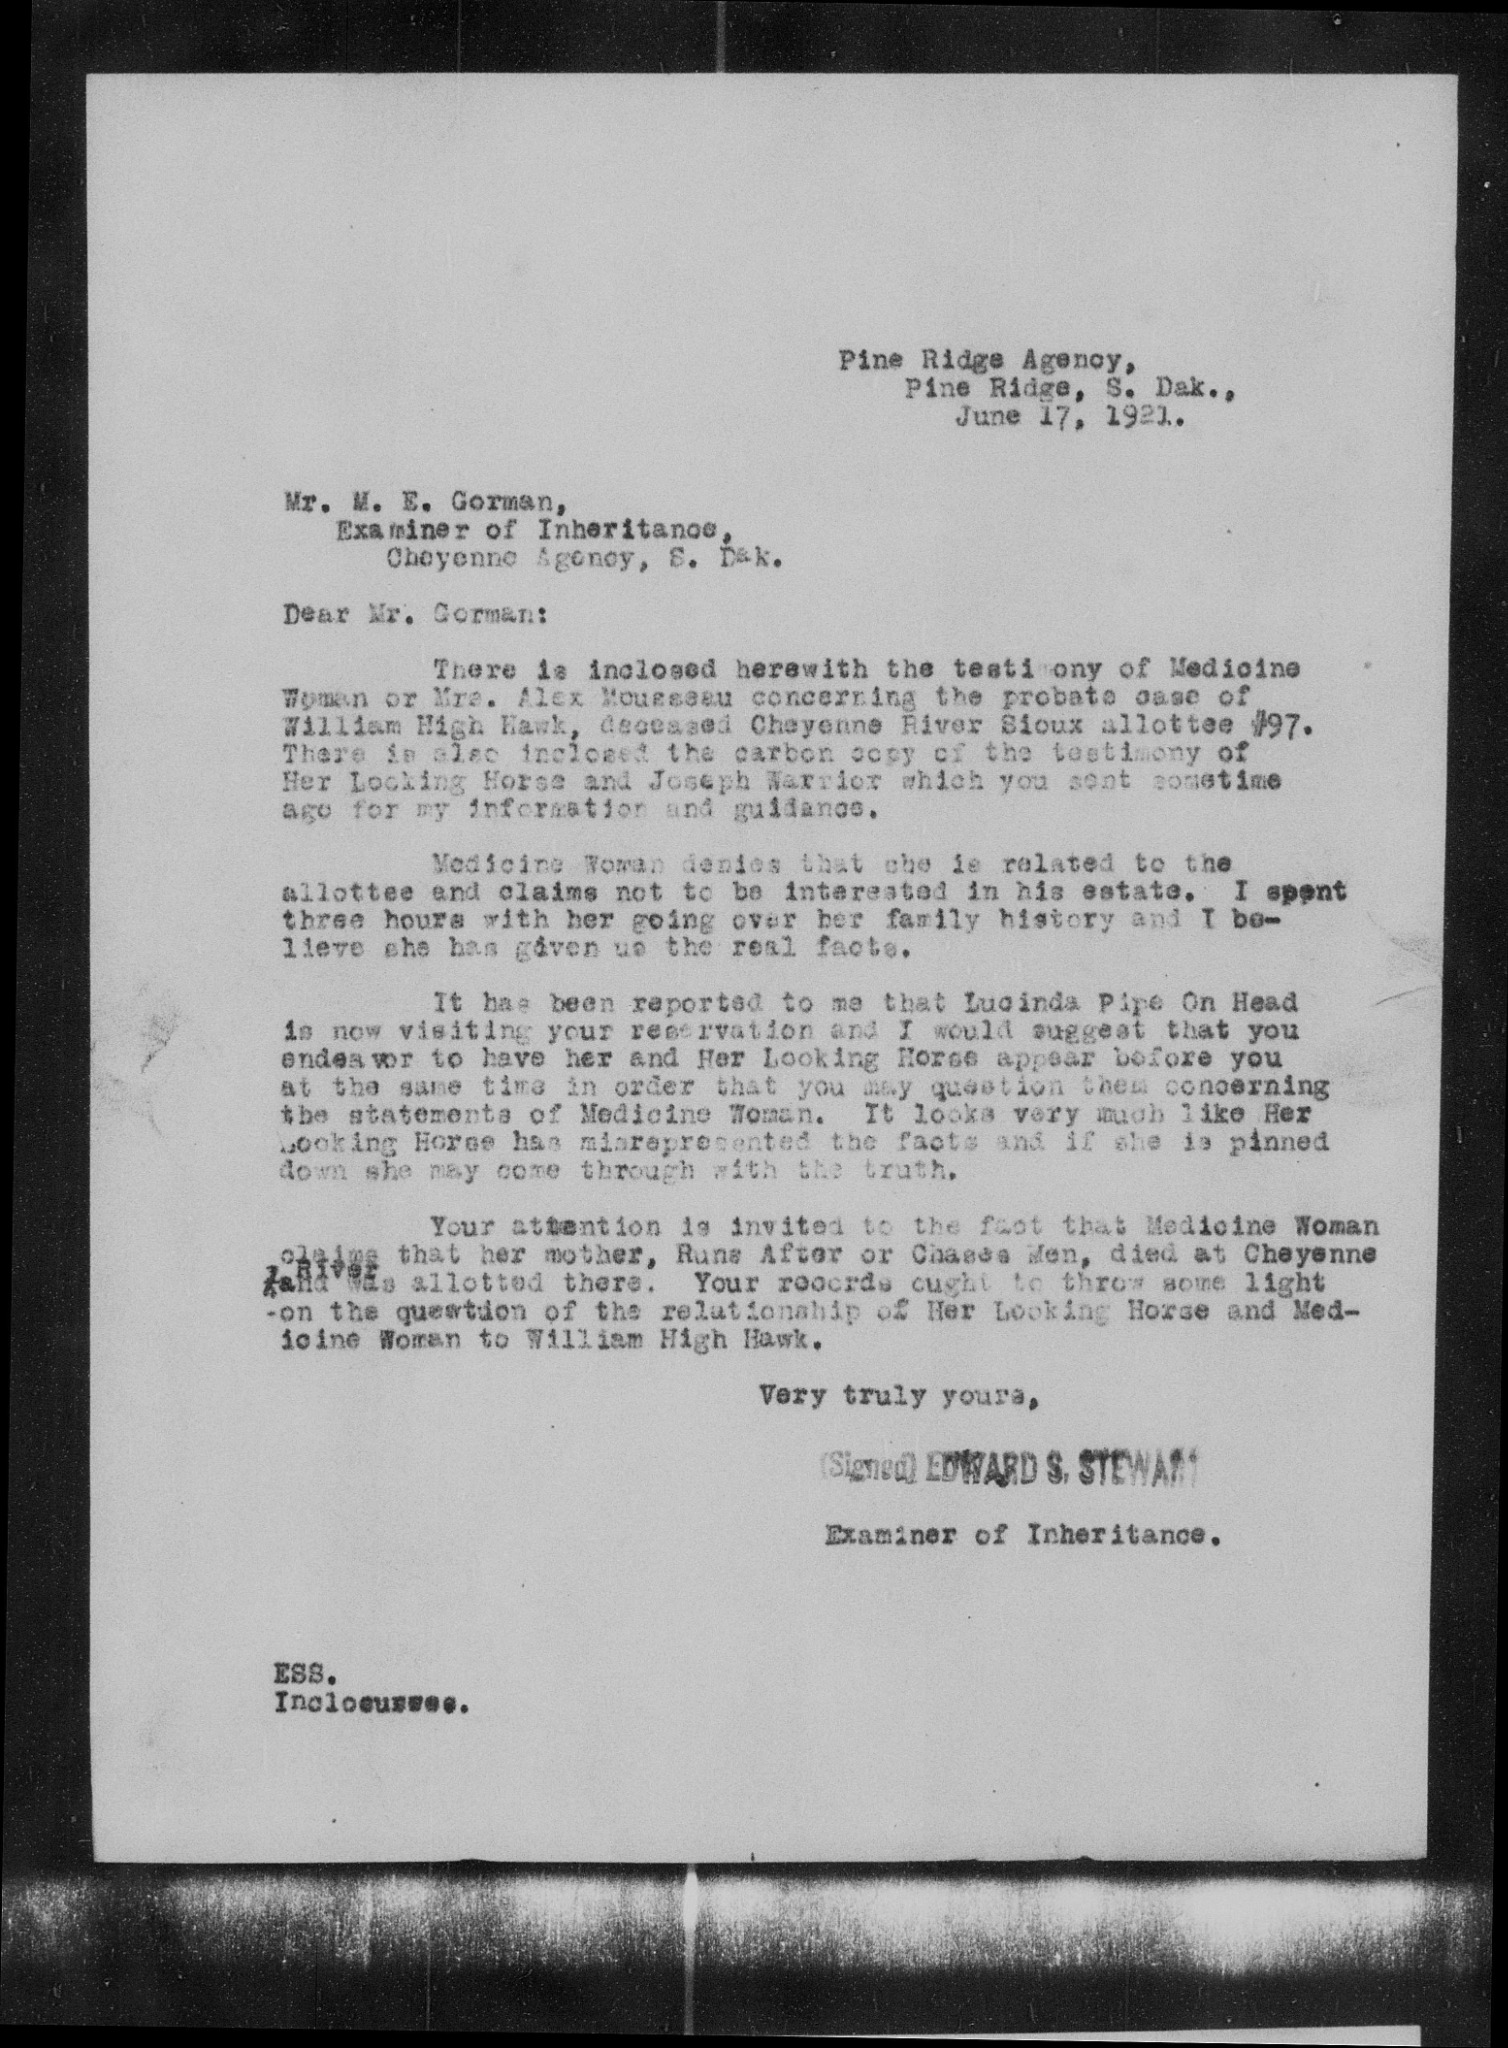 Pine Ridge Agency,
Pine Ridge, S. Dak.,
June 17, 1921.
Mr. M. E. Gorman,
Examiner of Inheritance,
Cheyenne Agency, S. Dak.
Dear Mr. Gorman:
There is inclosed herewith the testimony of Medicine
Woman or Mrs. Alex Mousseau concerning the probate case of
William High Hawk, deceased Cheyenne River Sioux allottee #97.
There is also inclosed the carbon copy of the testimony of
Her Looking Horse and Joseph Warrior which you sent sometime
ago for my information and guidance.
Medicine Woman denies that she is related to the
allottee and claims not to be interested in his estate. I spent
three hours with her going over her family history and I be-
lieve she has given us the real facts.
It has been reported to me that Lucinda Pipe On Head
is now visiting your reservation and I would suggest that you
endeavor to have her and Her Looking Horse appear before you
at the same time in order that you may question them concerning
the statements of Medicine Woman. It looks very much like Her
Looking Horse has misrepresented the facts and if she is pinned
down she may come through with the truth.
Your attention is invited to the fact that Medicine Woman
claims that her mother, Runs After or Chases Men, died at Cheyenne
River
and was allotted there. Your records ought to throw some light
on the question of the relationship of Her Looking Horse and Med-
icine Woman to William High Hawk.
Very truly yours,
(Signed) EDWARD S. STEWART
Examiner of Inheritance.
ESS.
Inclosures.